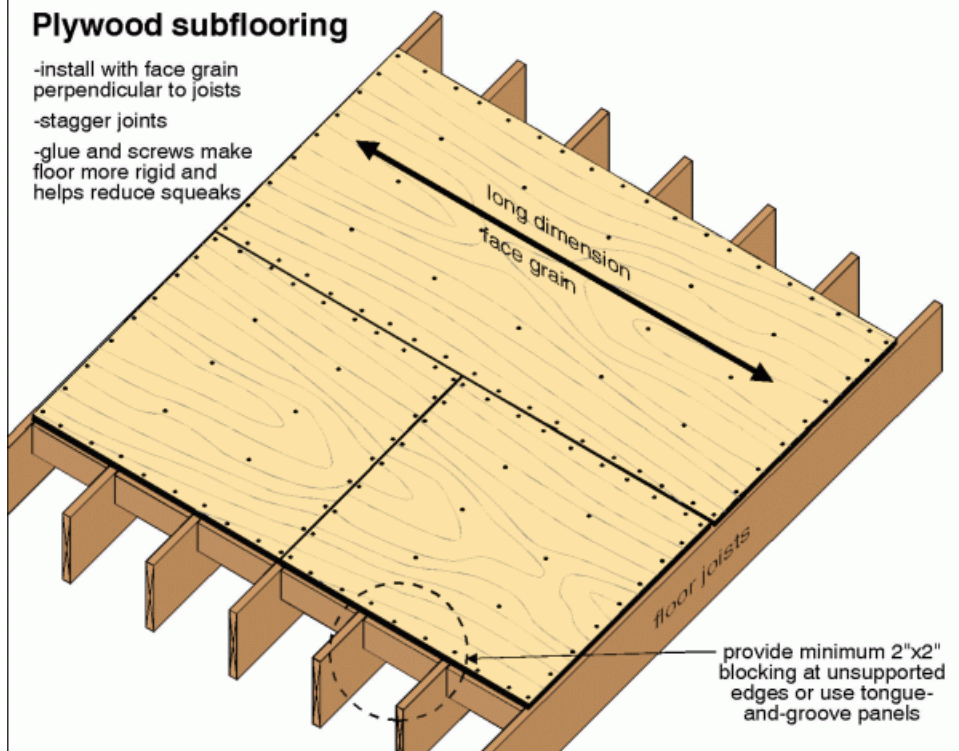 Plywood subflooring
-install with face grain
perpendicular to joists
-stagger joints
-glue and screws make
floor more rigid and
helps reduce squeaks
long dimension
face grain
floor joists
provide minimum 2"x2"
blocking at unsupported
edges or use tongue-
and-groove panels